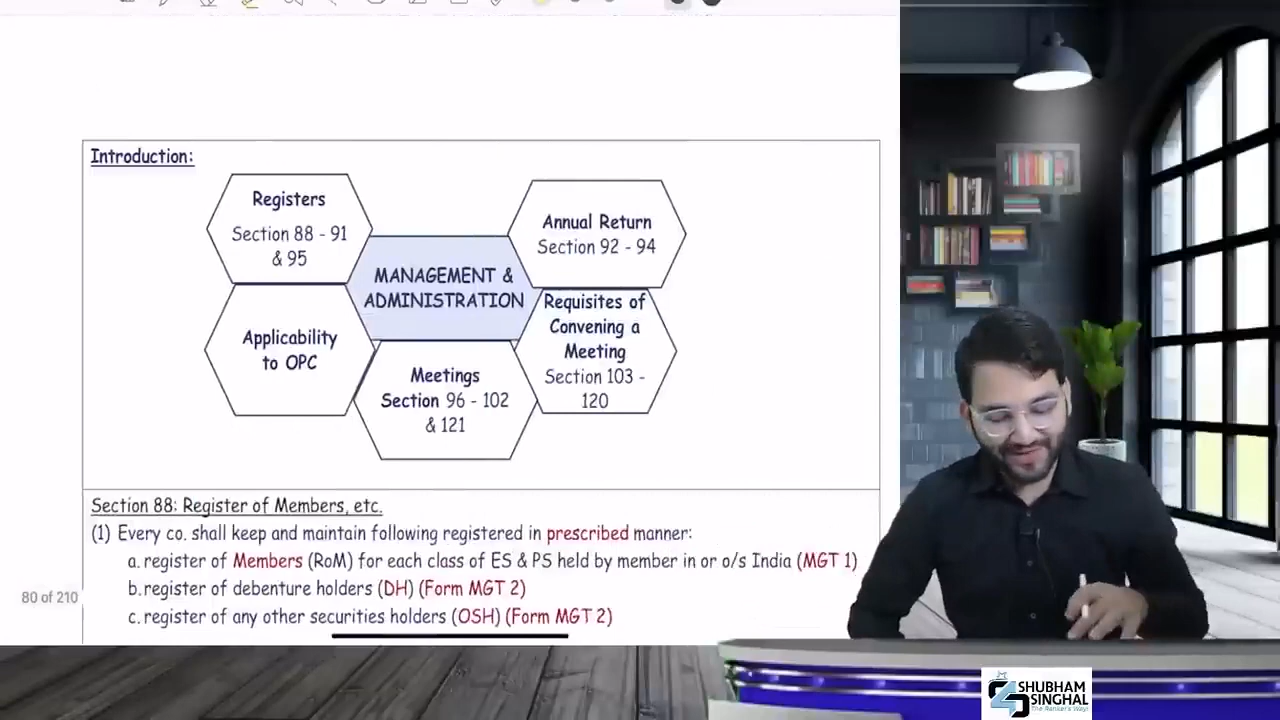 Introduction:
Registers
Section 88 - 91
& 95
Annual Return
Section 92 - 94
MANAGEMENT &
ADMINISTRATION
Requisites of
Convening a
Meeting
Section 103 -
120
Applicability
to OPC
Meetings
Section 96 - 102
& 121
Section 88: Register of Members, etc.
(1) Every co. shall keep and maintain following registered in prescribed manner:
a. register of Members (RoM) for each class of ES & PS held by member in or o/s India (MGT 1)
b. register of debenture holders (DH) (Form MGT 2)
c. register of any other securities holders (OSH) (Form MGT 2)
80 of 210
SHUBHAM
SINGHAL
The Rankers Way!